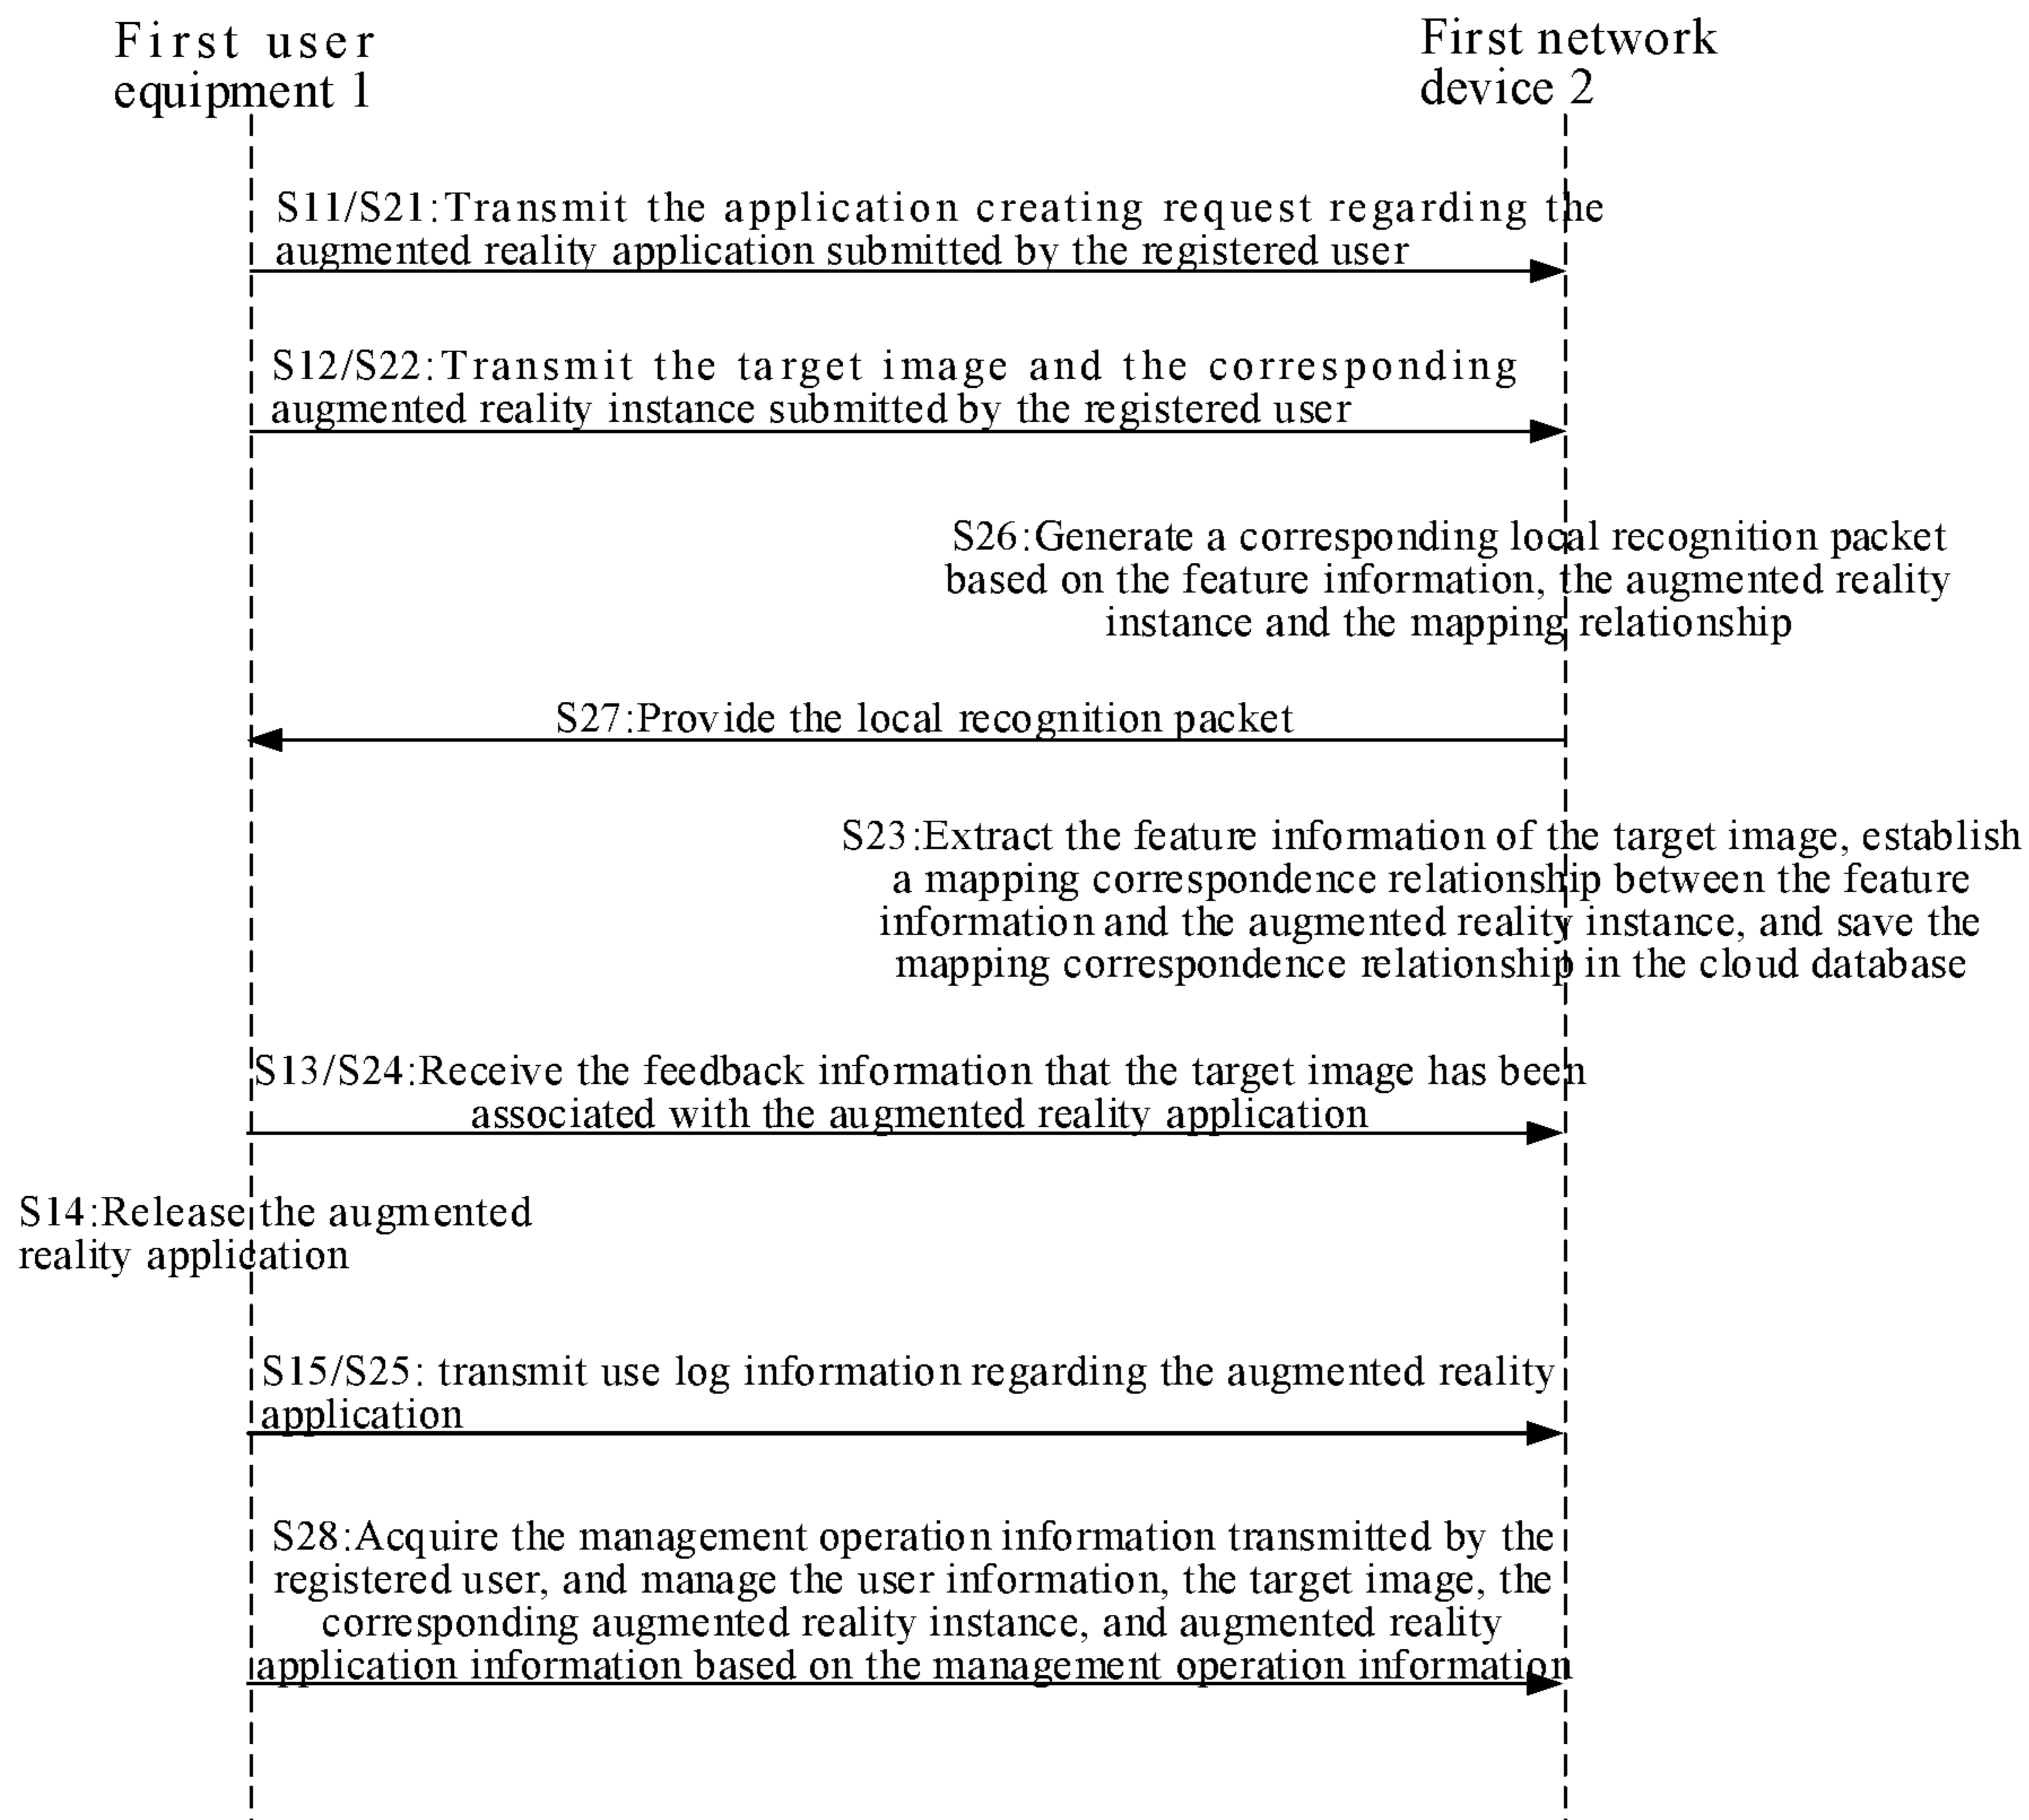 First user
equipment 1
First network
device 2
S11/S21:Transmit the application creating request regarding the
augmented reality application submitted by the registered user
S12/S22:Transmit the target image and the corresponding
augmented reality instance submitted by the registered user
S26:Generate a corresponding local recognition packet
based on the feature information, the augmented reality
instance and the mapping relationship
S27:Provide the local recognition packet
S23:Extract the feature information of the target image, establish
a mapping correspondence relationship between the feature
information and the augmented reality instance, and save the
mapping correspondence relationship in the cloud database
S13/S24:Receive the feedback information that the target image has been
associated with the augmented reality application
S14:Release the augmented
reality application
S15/S25: transmit use log information regarding the augmented reality
application
S28:Acquire the management operation information transmitted by the
registered user, and manage the user information, the target image, the
corresponding augmented reality instance, and augmented reality
application information based on the management operation information